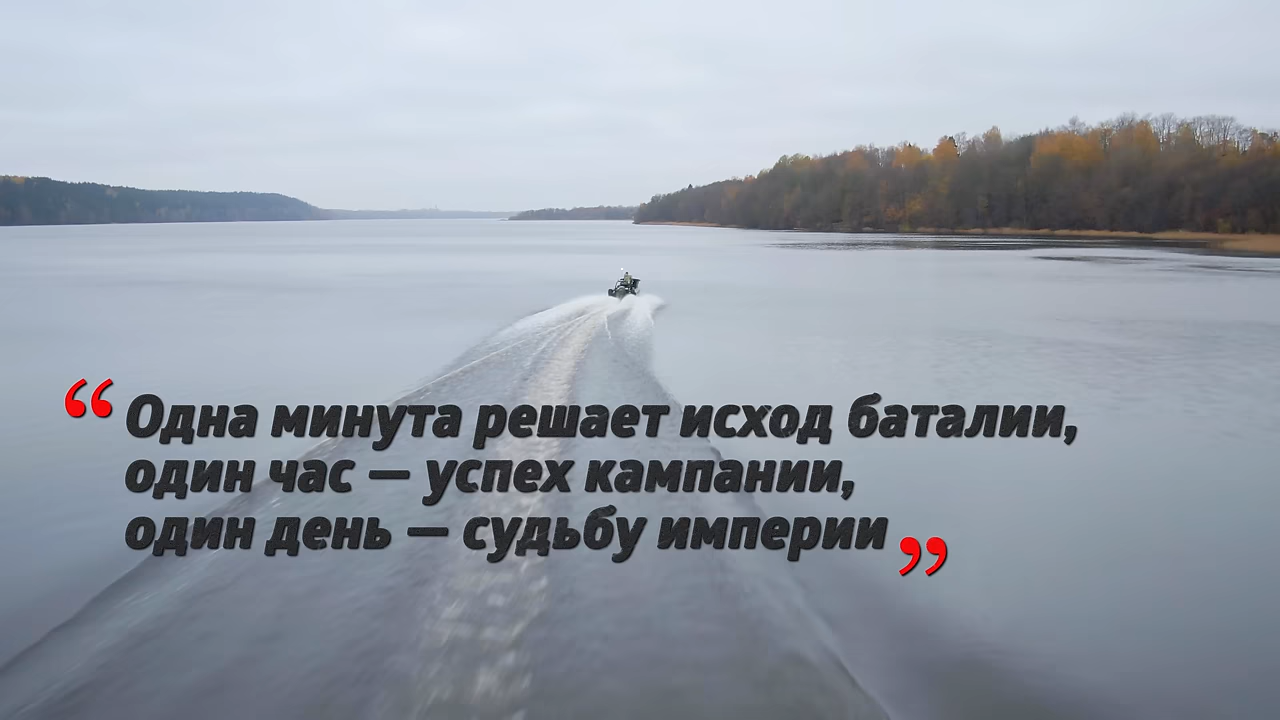 “Одна минута решает исход баталии,
один час — успех кампании,
один день — судьбу империи”